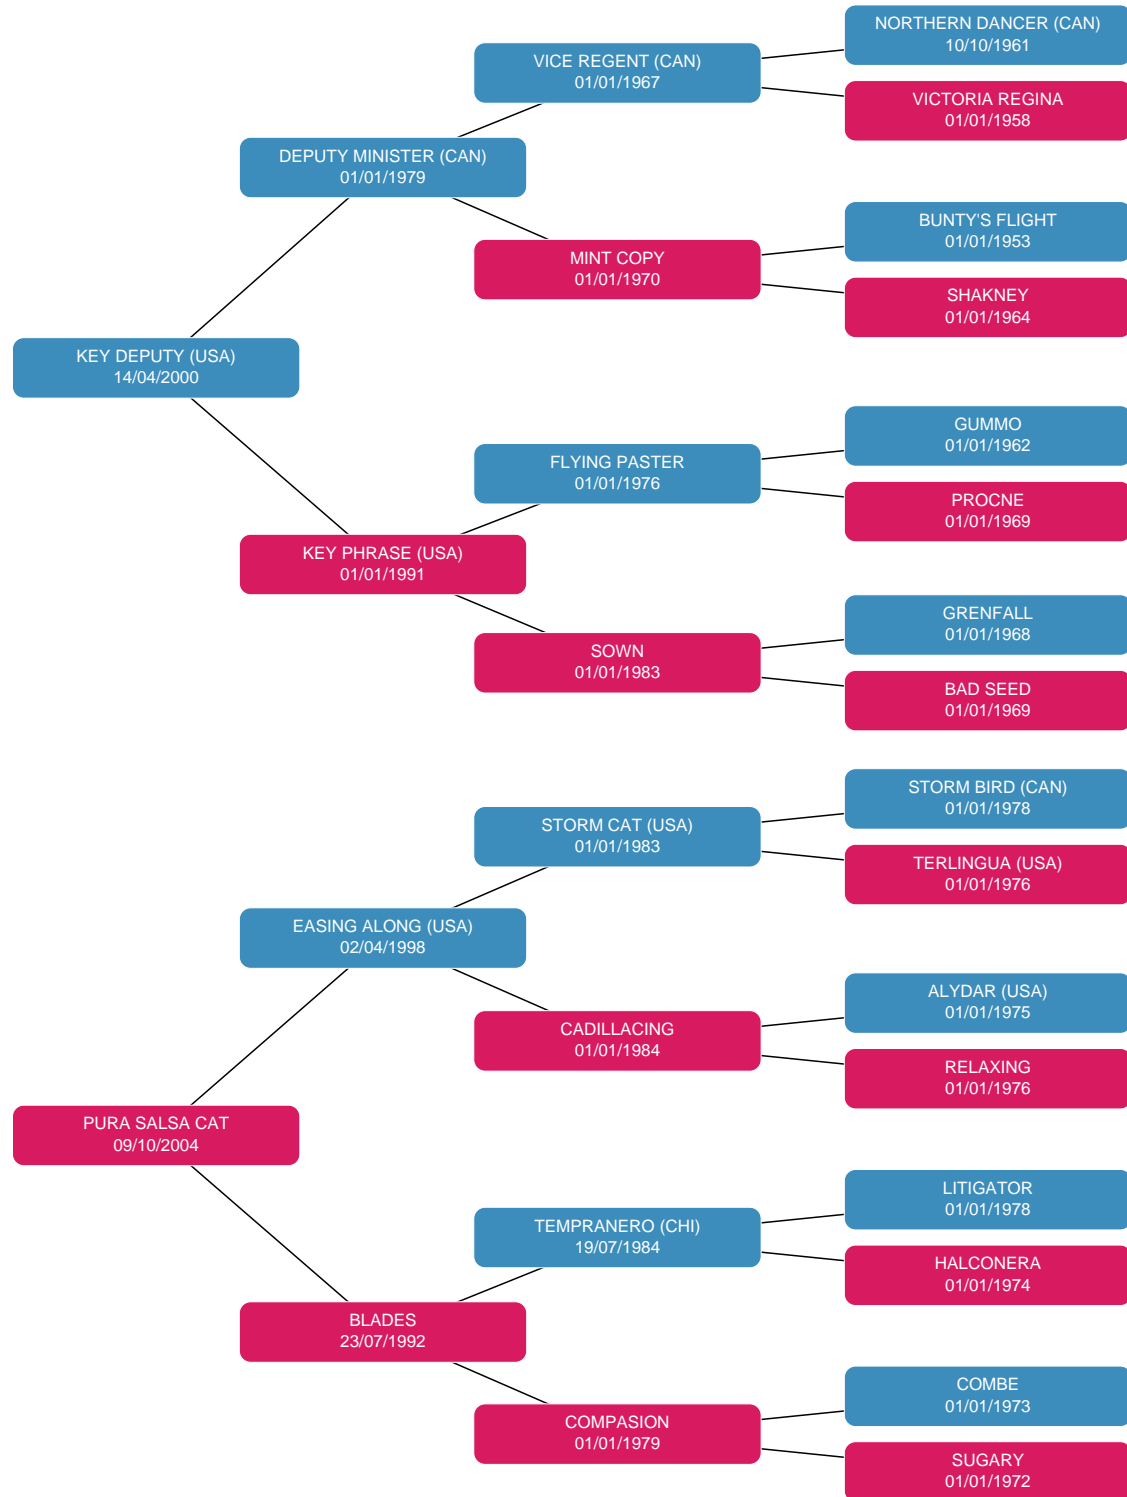 NORTHERN DANCER (CAN)
10/10/1961
VICE REGENT (CAN)
01/01/1967
VICTORIA REGINA
01/01/1958
DEPUTY MINISTER (CAN)
01/01/1979
BUNTY'S FLIGHT
01/01/1953
MINT COPY
01/01/1970
SHAKNEY
01/01/1964
KEY DEPUTY (USA)
14/04/2000
GUMMO
01/01/1962
FLYING PASTER
01/01/1976
PROCNE
01/01/1969
KEY PHRASE (USA)
01/01/1991
GRENFALL
01/01/1968
SOWN
01/01/1983
BAD SEED
01/01/1969
STORM BIRD (CAN)
01/01/1978
STORM CAT (USA)
01/01/1983
TERLINGUA (USA)
01/01/1976
EASING ALONG (USA)
02/04/1998
ALYDAR (USA)
01/01/1975
CADILLACING
01/01/1984
RELAXING
01/01/1976
PURA SALSA CAT
09/10/2004
LITIGATOR
01/01/1978
TEMPRANERO (CHI)
19/07/1984
HALCONERA
01/01/1974
BLADES
23/07/1992
COMBE
01/01/1973
COMPASION
01/01/1979
SUGARY
01/01/1972